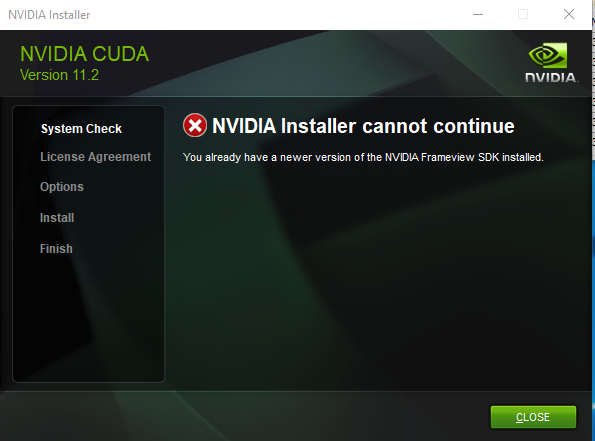 NVIDIA Installer
NVIDIA CUDA
Version 11.2
NVIDIA.
System Check
License Agreement
Options
Install
Finish
NVIDIA Installer cannot continue
You already have a newer version of the NVIDIA Frameview SDK installed.
CLOSE